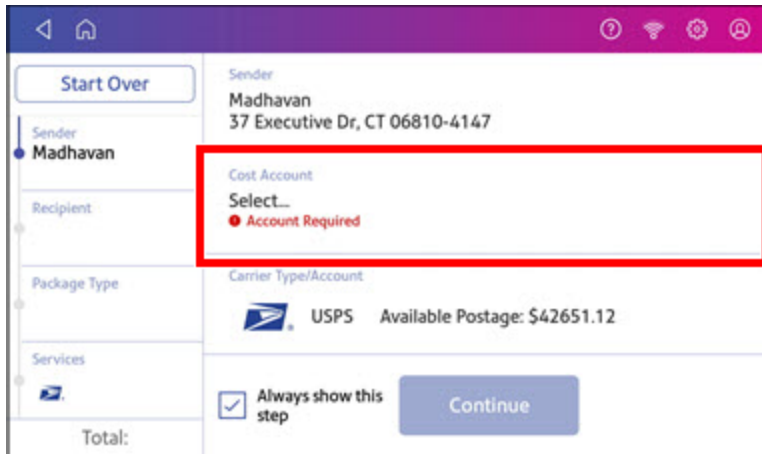 Start Over
Sender
Madhavan
Recipient
Package Type
Services
Total:
Sender
Madhavan
37 Executive Dr, CT 06810-4147
Cost Account
Select...
Account Required
Carrier Type/Account
USPS Available Postage: $42651.12
Always show this
step
Continue